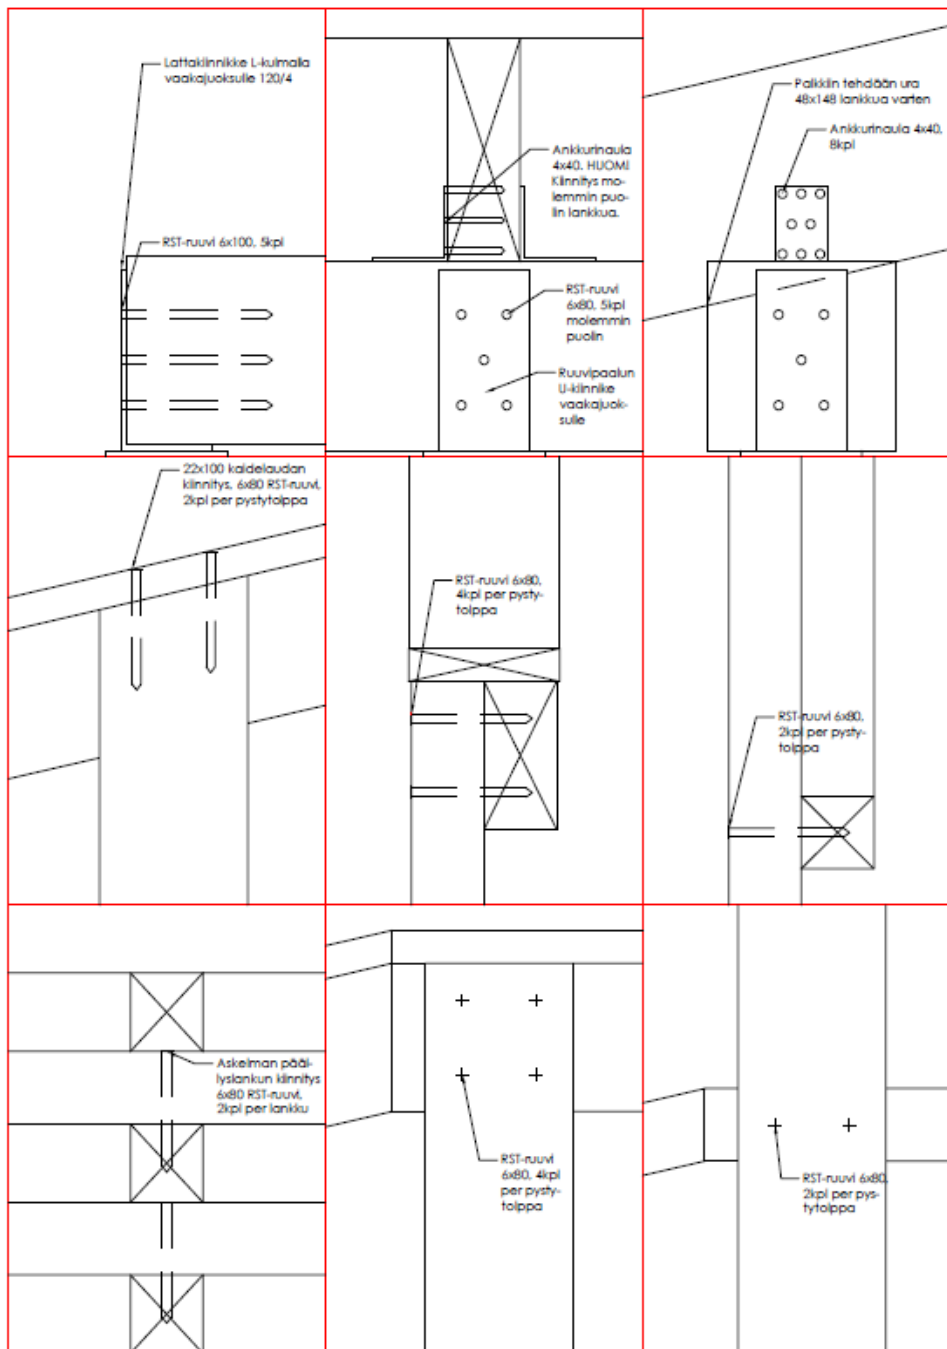 Lattakiinnike L-kulmalla
vaakajuoksulle 120/4
RST-ruuvi 6x100, 5kpl
Ankkurinaula
4x40, HUOM!
Kiinnitys mo-
lemmin puo-
lin lankkua.
RST-ruuvi
6x80, 5kpl
molemmin
puolin
Ruuvipaalun
U-kiinnike
vaakajuok-
sulle
Palkkiin tehdään ura
48x148 lankkua varten
Ankkurinaula 4x40,
8kpl
22x100 kaidelaudan
kiinnitys, 6x80 RST-ruuvi,
2kpl per pystytolppa
RST-ruuvi 6x80,
4kpl per pysty-
tolppa
RST-ruuvi 6x80,
2kpl per pysty-
tolppa
Askelman pääl-
lyslankun kiinnitys
6x80 RST-ruuvi,
2kpl per lankku
RST-ruuvi
6x80, 4kpl
per pysty-
tolppa
RST-ruuvi 6x80,
2kpl per pys-
tytolppa